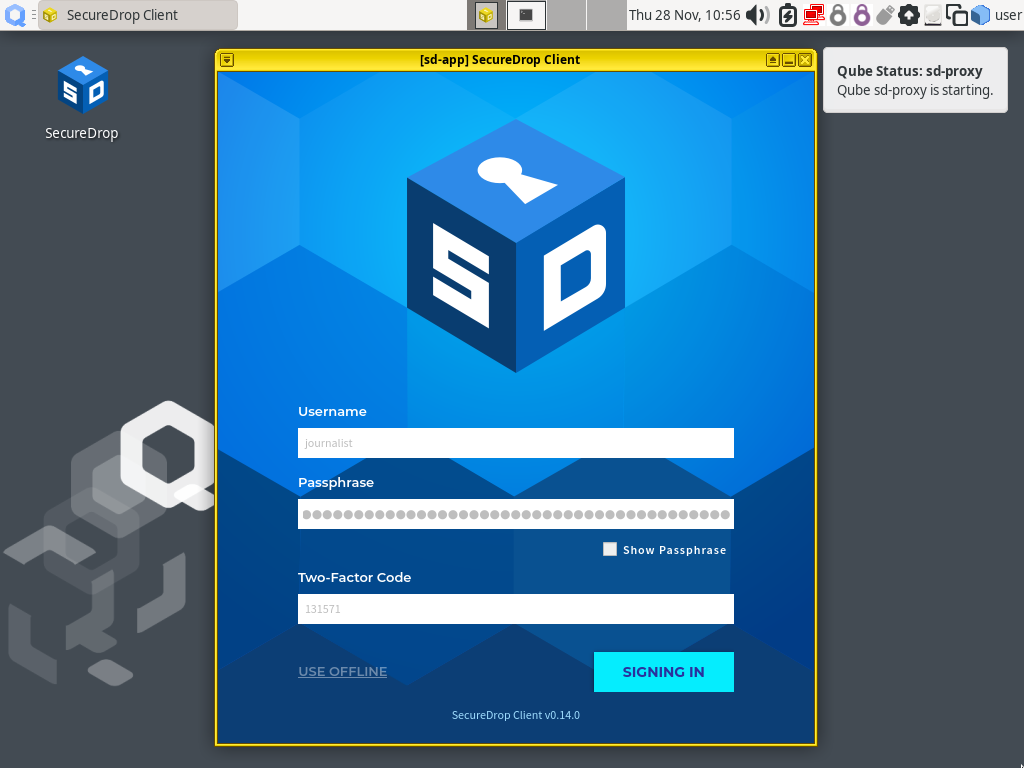 SecureDrop Client
Thu 28 Nov, 10:56
user
[sd-app] SecureDrop Client
Qube Status: sd-proxy
Qube sd-proxy is starting.
SecureDrop
S D
S D
Username
journalist
Passphrase
Show Passphrase
Two-Factor Code
131571
USE OFFLINE
SIGNING IN
SecureDrop Client v0.14.0